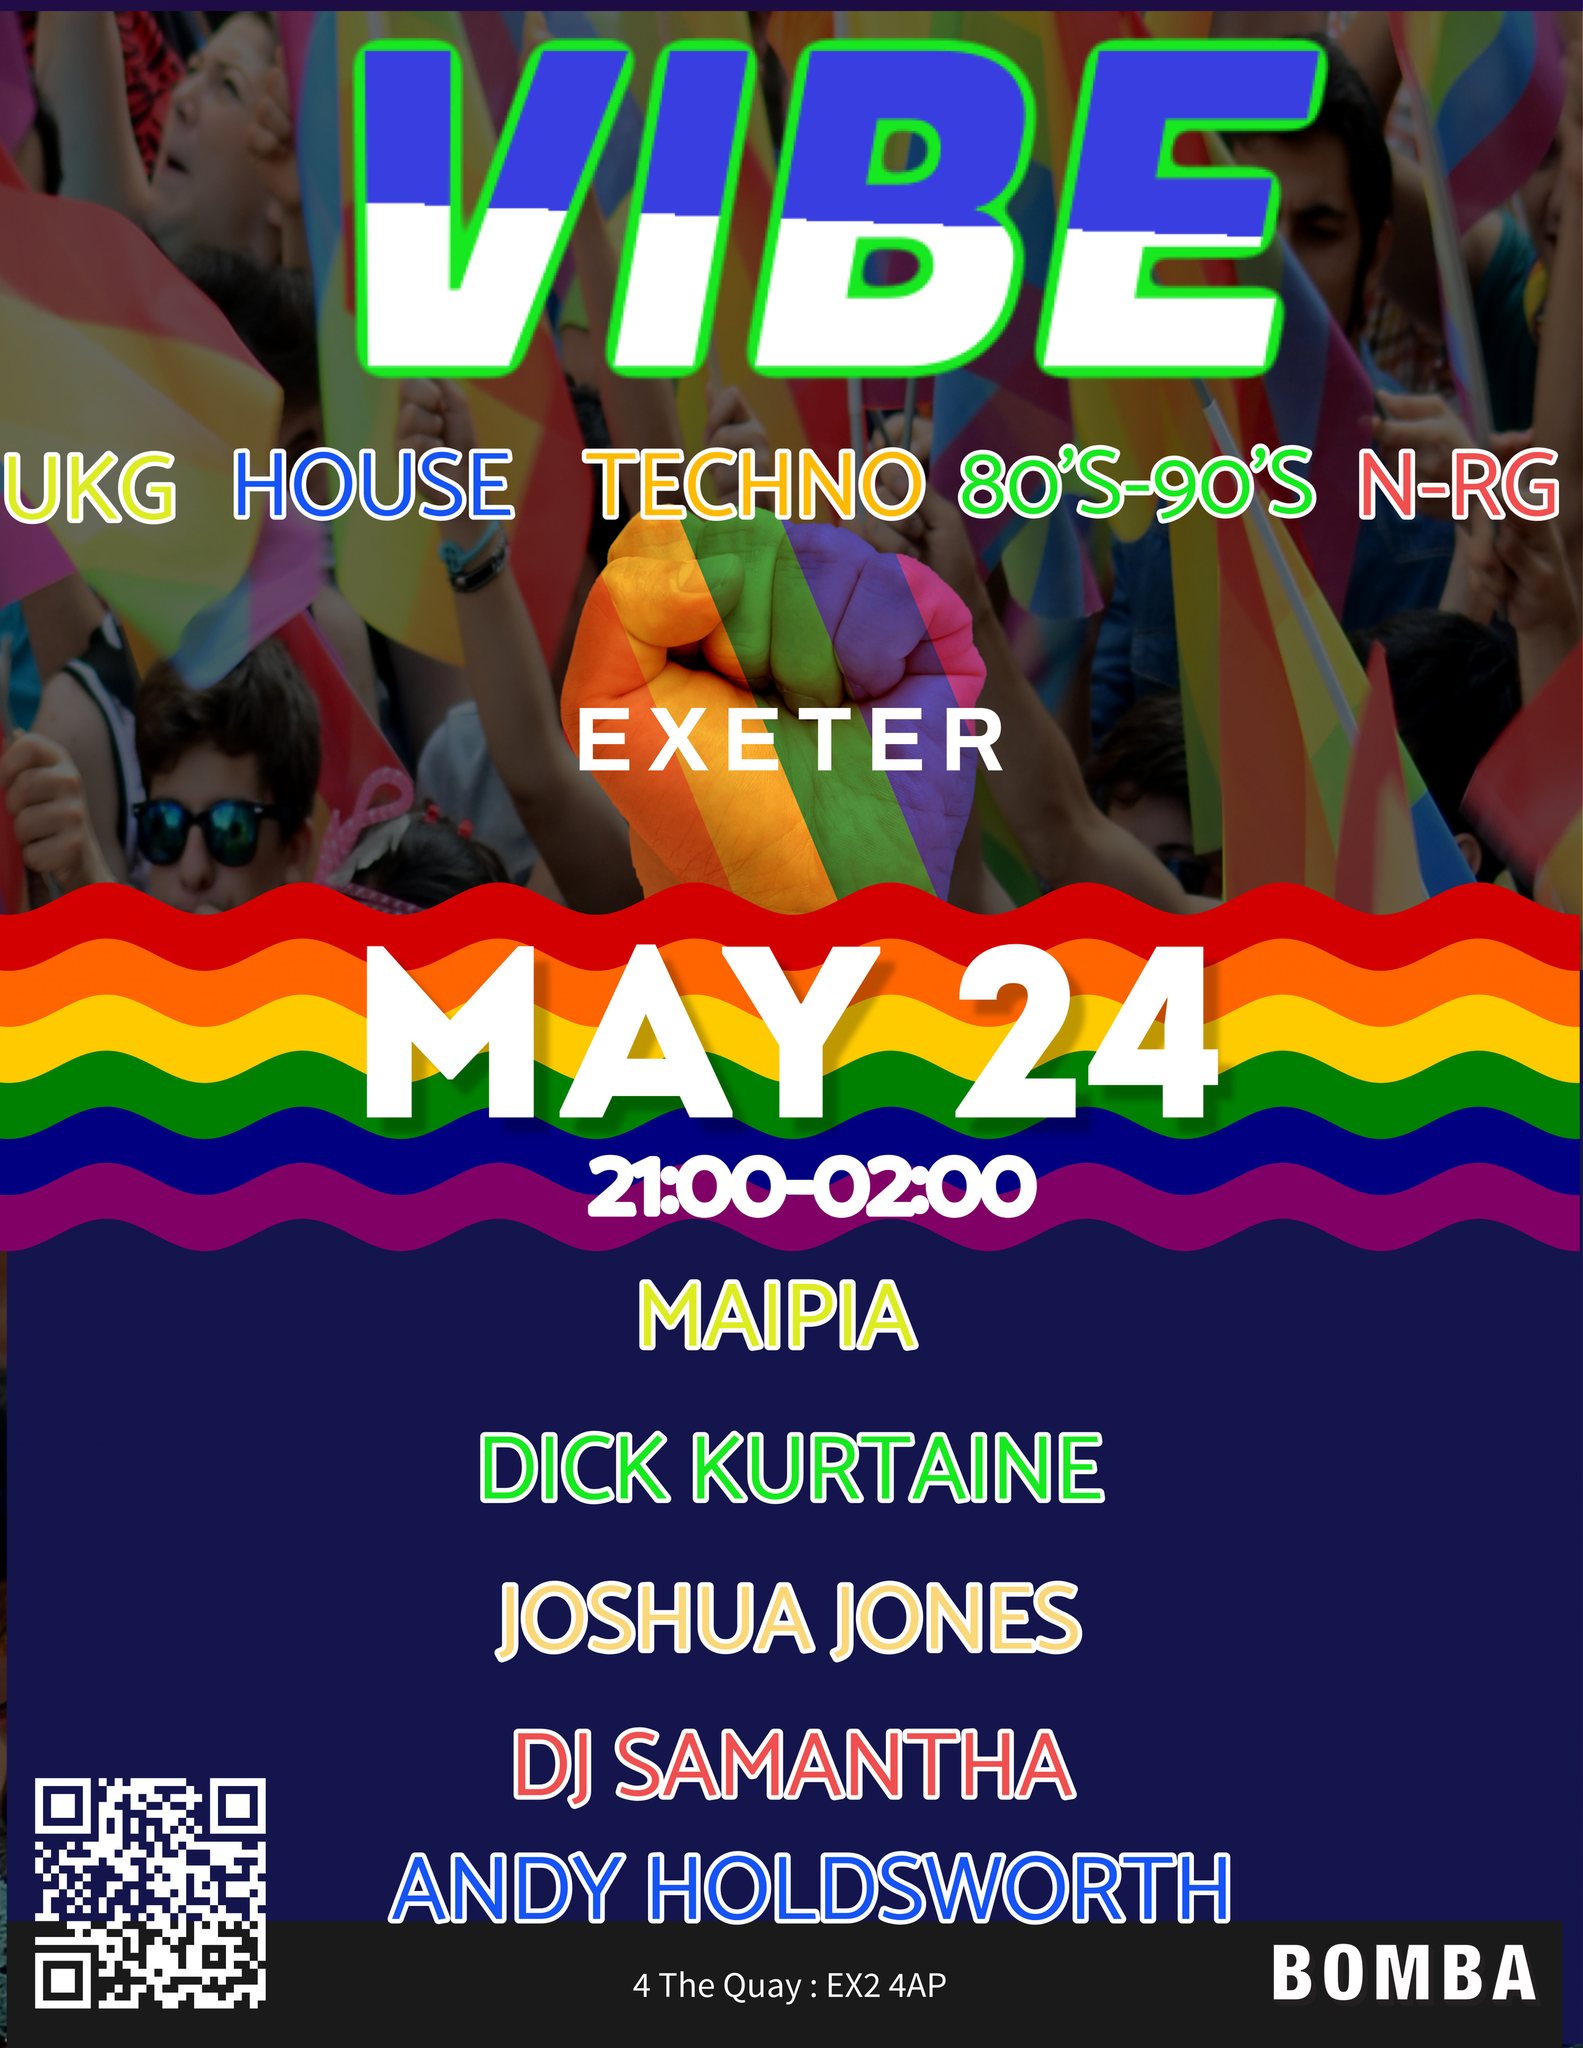 VIBE
UKG HOUSE TECHNO 80'S-90'S N-RG
EXETER
MAY 24
21:00-02:00
MAIPIA
DICK KURTAINE
JOSHUA JONES
DJ SAMANTHA
ANDY HOLDSWORTH
4 The Quay : EX2 4AP
BOMBA